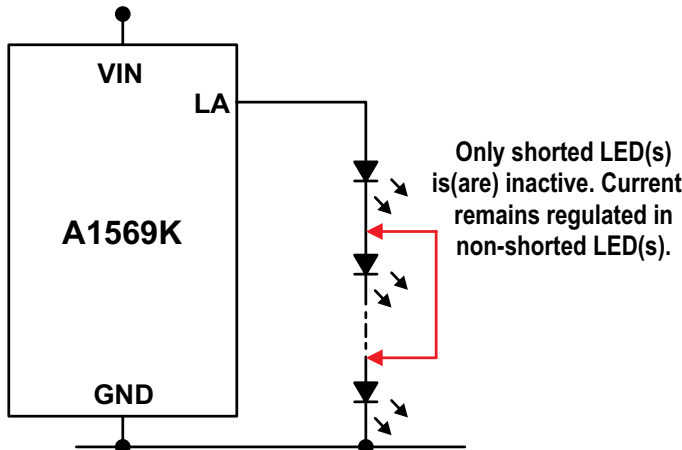 VIN
LA
Only shorted LED(s)
is(are) inactive. Current
remains regulated in
non-shorted LED(s).
A1569K
GND